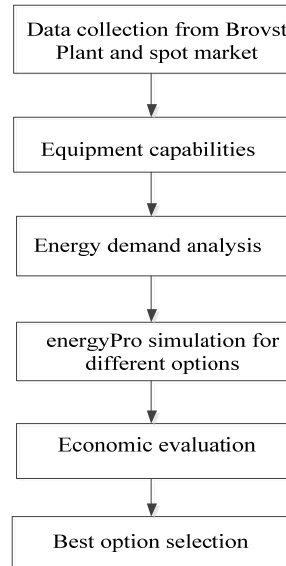 Data collection from Brovst
Plant and spot market
Equipment capabilities
Energy demand analysis
energyPro simulation for
different options
Economic evaluation
Best option selection